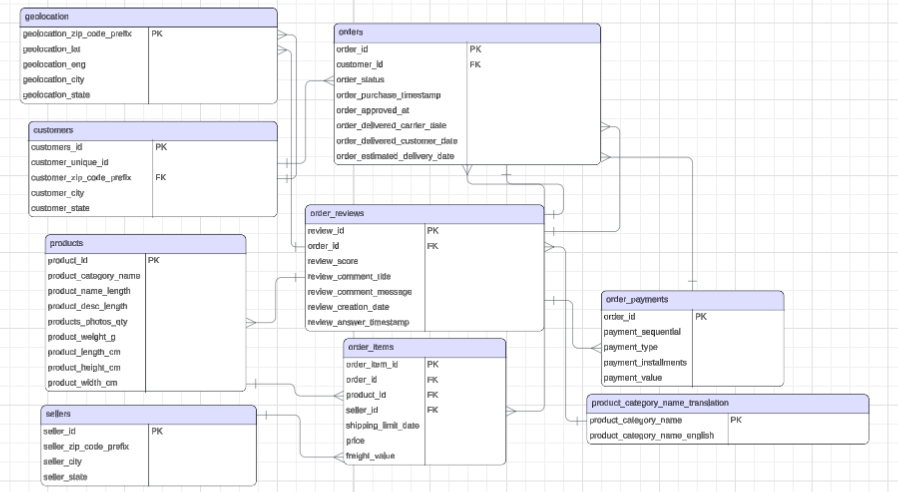 geolocation
geolocation_zip_code_prefix PK
geolocation_lat
geolocation_eng
geolocation_city
geolocation_state
orders
order_id PK
customer_id FK
order_status
order_purchase_timestamp
order_approved_at
order_delivered_carrier_date
order_delivered_customer_date
order_estimated_delivery_date
customers
customers_id PK
customer_unique_id
customer_zip_code_prefix FK
customer_city
customer_state
order_reviews
review_id PK
order_id FK
review_score
review_comment_title
review_comment_message
review_creation_date
review_answer_timestamp
products
product_id PK
product_category_name
product_name_length
product_desc_length
products_photos_qty
product_weight_g
product_length_cm
product_height_cm
product_width_cm
order_payments
order_id PK
payment_sequential
payment_type
payment_installments
payment_value
order_items
order_item_id PK
order_id FK
product_id FK
seller_id FK
shipping_limit_date
price
freight_value
product_category_name_translation
product_category_name PK
product_category_name_english
sellers
seller_id PK
seller_zip_code_prefix
seller_city
seller_state